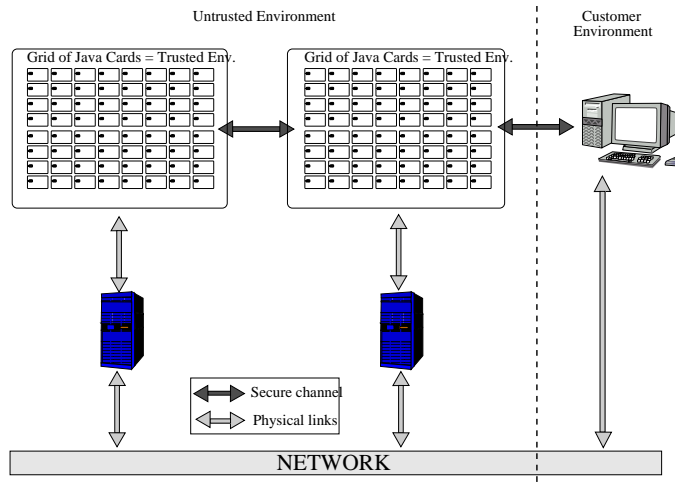 Untrusted Environment
Customer
Environment
Grid of Java Cards = Trusted Env.
Grid of Java Cards = Trusted Env.
Secure channel
Physical links
NETWORK